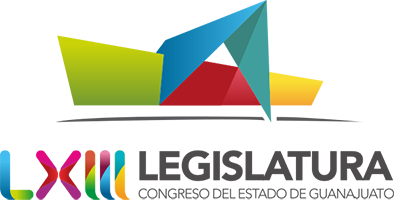 LXIII LEGISLATURA
CONGRESO DEL ESTADO DE GUANAJUATO